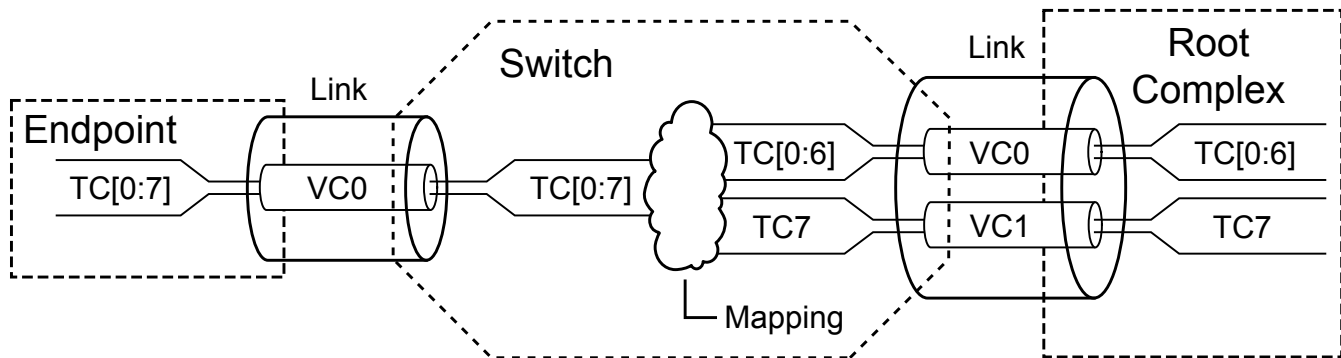 Endpoint
TC[0:7]
Link
VC0
Switch
TC[0:7]
Mapping
TC[0:6]
TC7
Link
VC0
VC1
Root
Complex
TC[0:6]
TC7